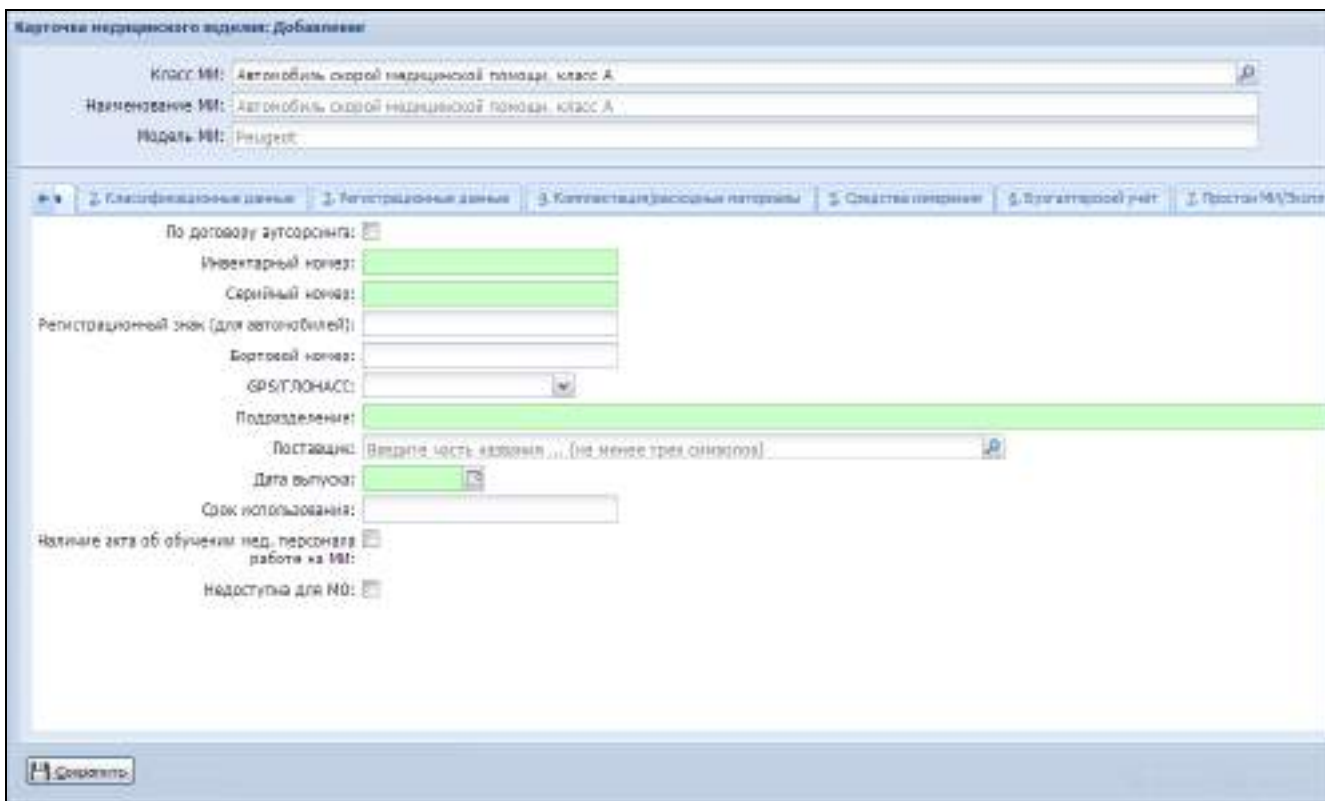 Карточка медицинского изделия: Добавление
Класс МИ: Автомобиль скорой медицинской помощи, класс А
Наименование МИ: Автомобиль скорой медицинской помощи, класс А
Модель МИ: Peugeot
2. Классификационные данные 3. Регистрационные данные 4. Комплектация/расходные материалы 5. Средства измерения 6. Бухгалтерский учёт 7. Простои МИ/Экспл
По договору аутсорсинга:
Инвентарный номер:
Серийный номер:
Регистрационный знак (для автомобилей):
Бортовой номер:
GPS/ГЛОНАСС:
Подразделение:
Поставщик: Введите часть названия ... (не менее трех символов)
Дата выпуска:
Срок использования:
Наличие акта об обучении мед. персонала
работе на МИ:
Недоступна для МО:
Сохранить